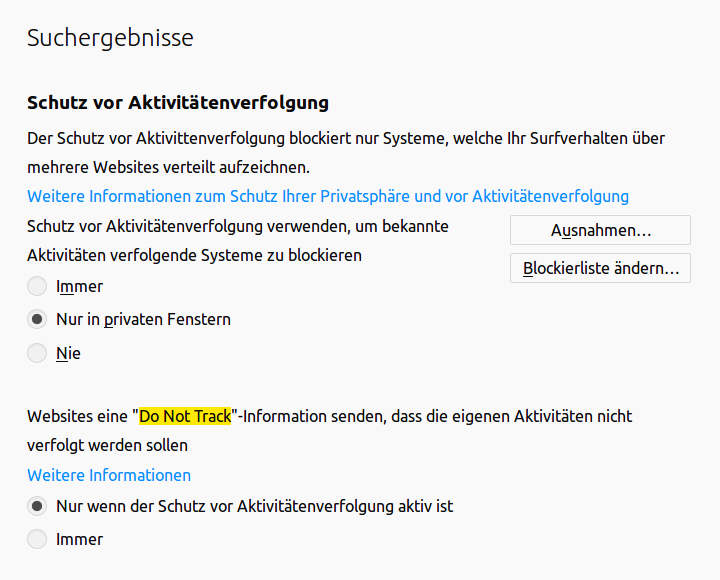 Suchergebnisse
Schutz vor Aktivitätenverfolgung
Der Schutz vor Aktivittenverfolgung blockiert nur Systeme, welche Ihr Surfverhalten über
mehrere Websites verteilt aufzeichnen.
Weitere Informationen zum Schutz Ihrer Privatsphäre und vor Aktivitätenverfolgung
Schutz vor Aktivitätenverfolgung verwenden, um bekannte
Aktivitäten verfolgende Systeme zu blockieren
Ausnahmen...
Blockierliste ändern...
Immer
Nur in privaten Fenstern
Nie
Websites eine "Do Not Track"-Information senden, dass die eigenen Aktivitäten nicht
verfolgt werden sollen
Weitere Informationen
Nur wenn der Schutz vor Aktivitätenverfolgung aktiv ist
Immer